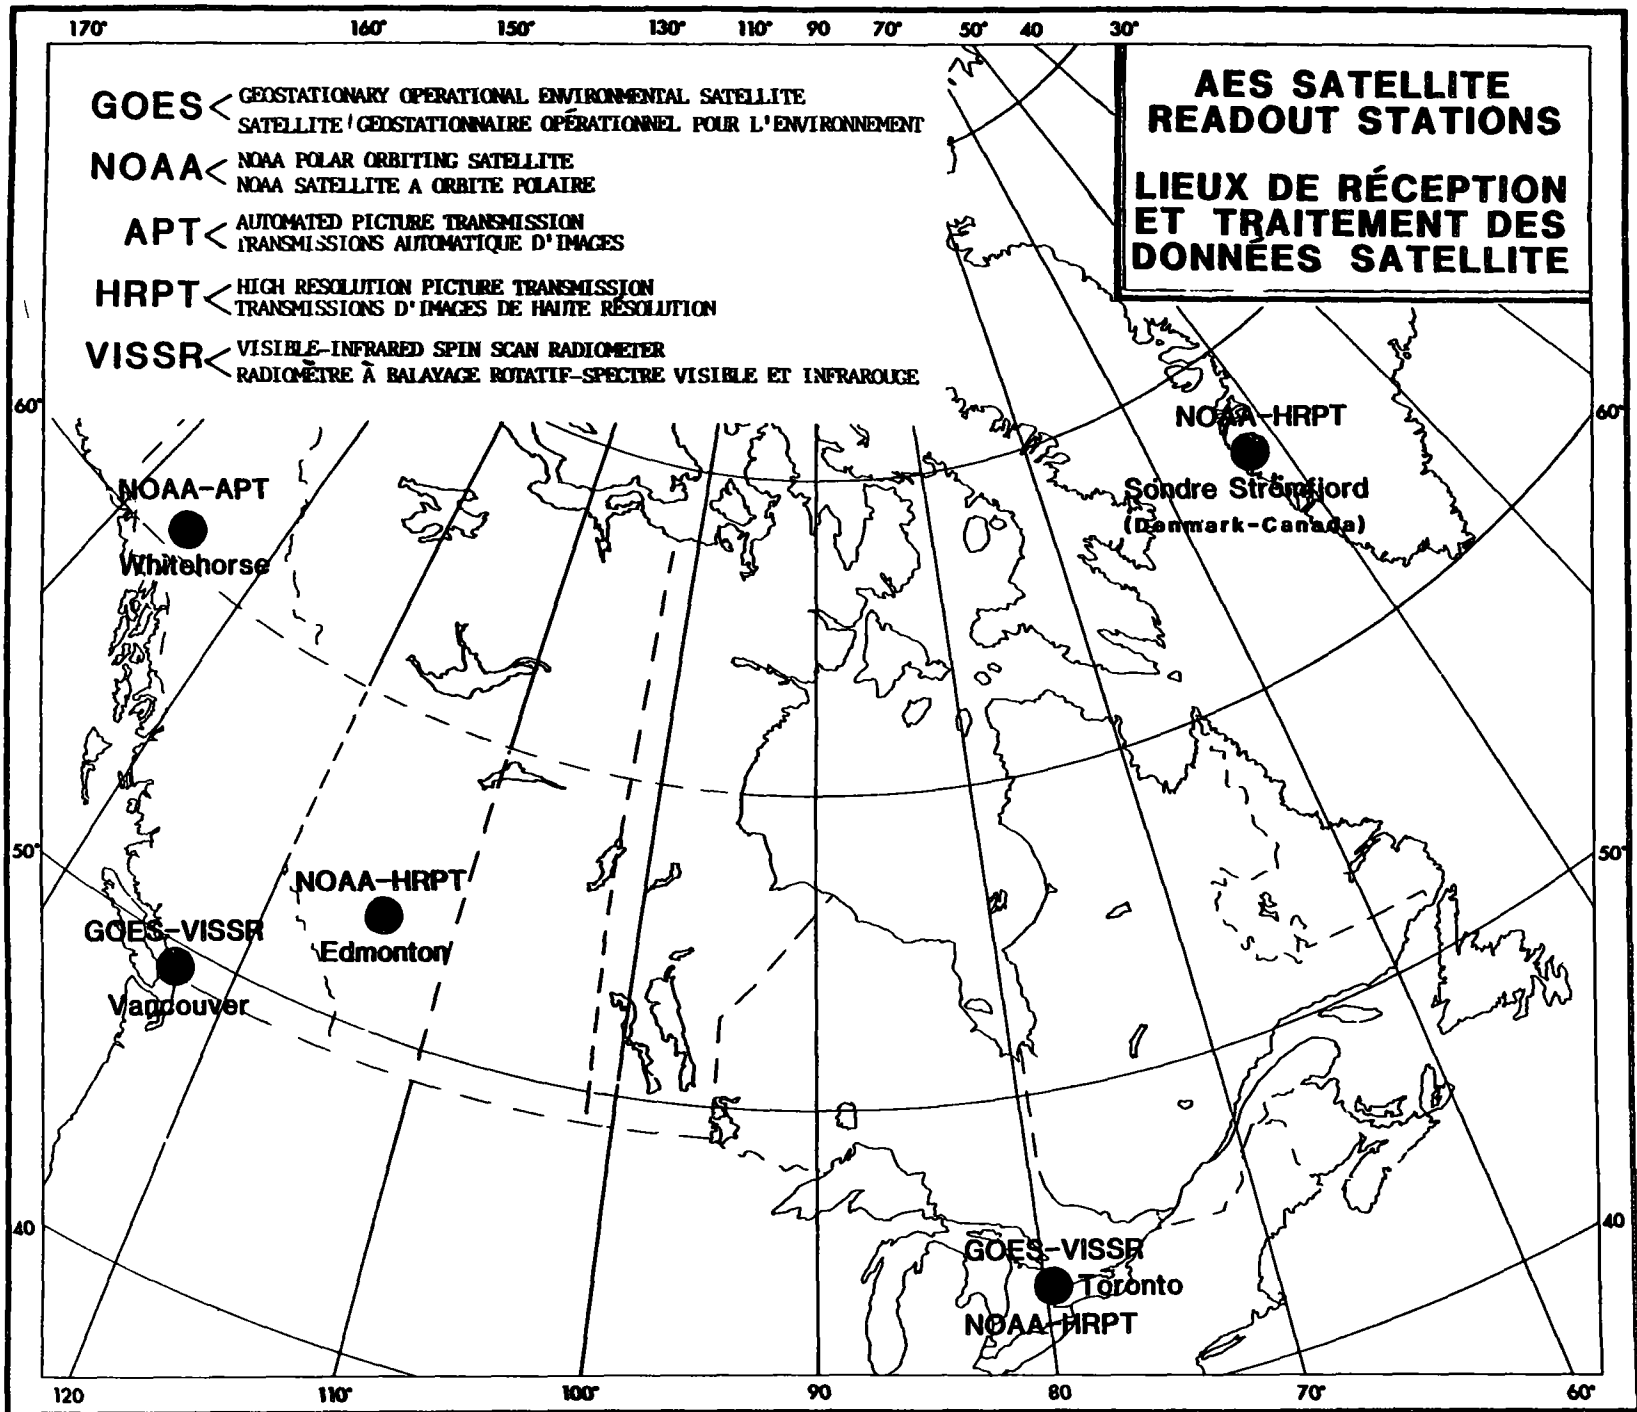 170° 160° 150° 130° 110° 90 70° 50° 40 30°
AES SATELLITE
READOUT STATIONS
LIEUX DE RÉCEPTION
ET TRAITEMENT DES
DONNÉES SATELLITE
GOES < GEOSTATIONARY OPERATIONAL ENVIRONMENTAL SATELLITE
SATELLITE GEOSTATIONNAIRE OPÉRATIONNEL POUR L'ENVIRONNEMENT
NOAA < NOAA POLAR ORBITING SATELLITE
NOAA SATELLITE A ORBITE POLAIRE
APT < AUTOMATED PICTURE TRANSMISSION
TRANSMISSIONS AUTOMATIQUE D'IMAGES
HRPT < HIGH RESOLUTION PICTURE TRANSMISSION
TRANSMISSIONS D'IMAGES DE HAUTE RÉSOLUTION
VISSR < VISIBLE-INFRARED SPIN SCAN RADIOMETER
RADIOMÈTRE À BALAYAGE ROTATIF-SPECTRE VISIBLE ET INFRAROUGE
60° 60°
NOAA-HRPT
Sondre Stromfjord
(Denmark-Canada)
NOAA-APT
Whitehorse
50° 50°
NOAA-HRPT
Edmonton
GOES-VISSR
Vancouver
40 40
GOES-VISSR
Toronto
NOAA-HRPT
120 110° 100° 90 80 70° 60°